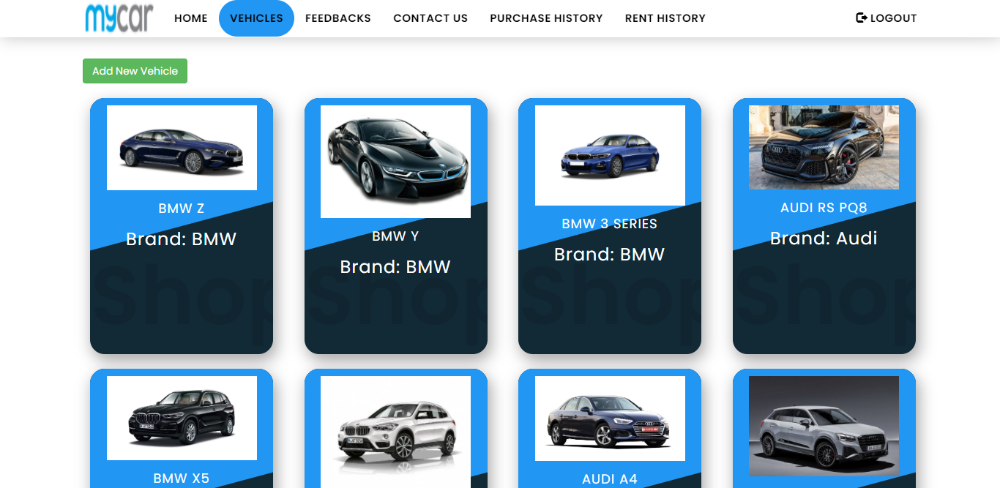 mycar HOME VEHICLES FEEDBACKS CONTACT US PURCHASE HISTORY RENT HISTORY LOGOUT
Add New Vehicle
BMW Z
Brand: BMW
Shop
BMW Y
Brand: BMW
Shop
BMW 3 SERIES
Brand: BMW
Shop
AUDI RS PQ8
Brand: Audi
Shop
BMW X5
AUDI A4